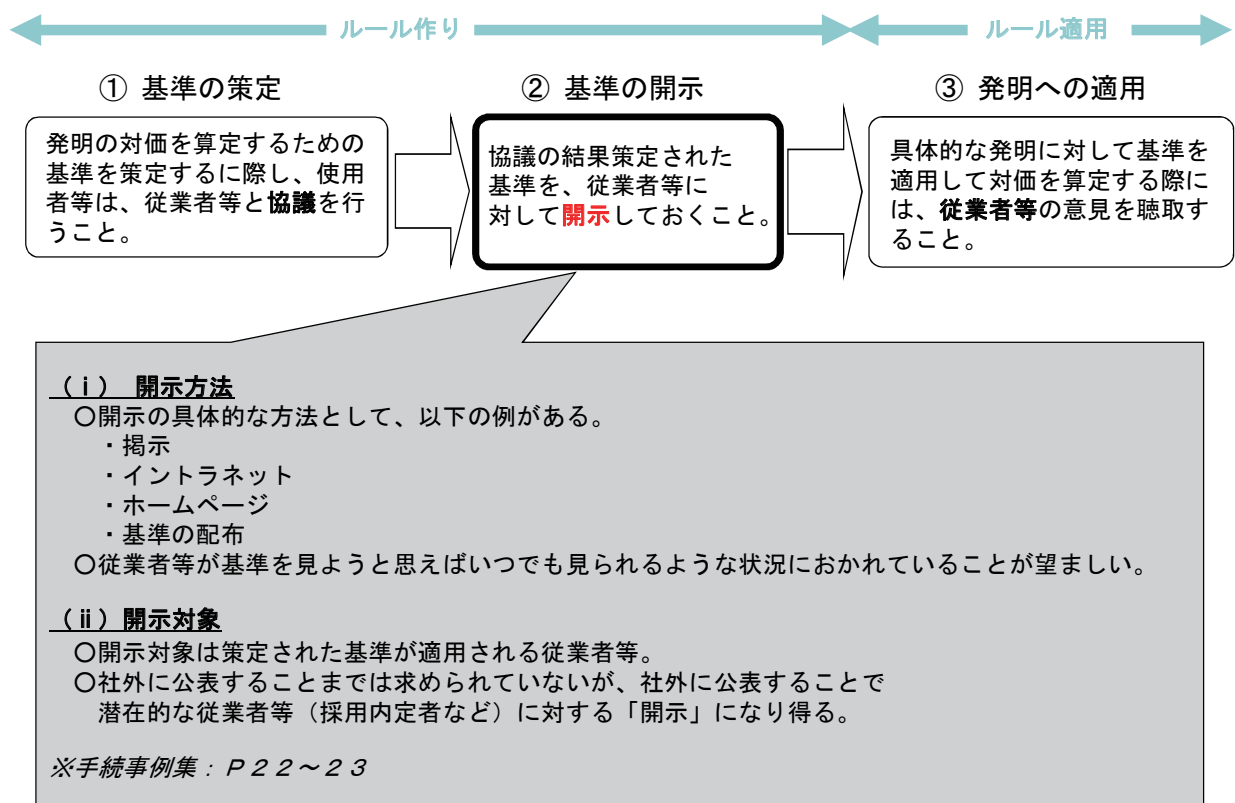 ルール作り
ルール適用
① 基準の策定
② 基準の開示
③ 発明への適用
発明の対価を算定するための
基準を策定するに際し、使用
者等は、従業者等と協議を行
うこと。
協議の結果策定された
基準を、従業者等に
対して開示しておくこと。
具体的な発明に対して基準を
適用して対価を算定する際に
は、従業者等の意見を聴取す
ること。
(ⅰ) 開示方法
○開示の具体的な方法として、以下の例がある。
・掲示
・イントラネット
・ホームページ
・基準の配布
○従業者等が基準を見ようと思えばいつでも見られるような状況におかれていることが望ましい。
(ⅱ)開示対象
○開示対象は策定された基準が適用される従業者等。
○社外に公表することまでは求められていないが、社外に公表することで
潜在的な従業者等（採用内定者など）に対する「開示」になり得る。
※手続事例集：Ｐ２２～２３